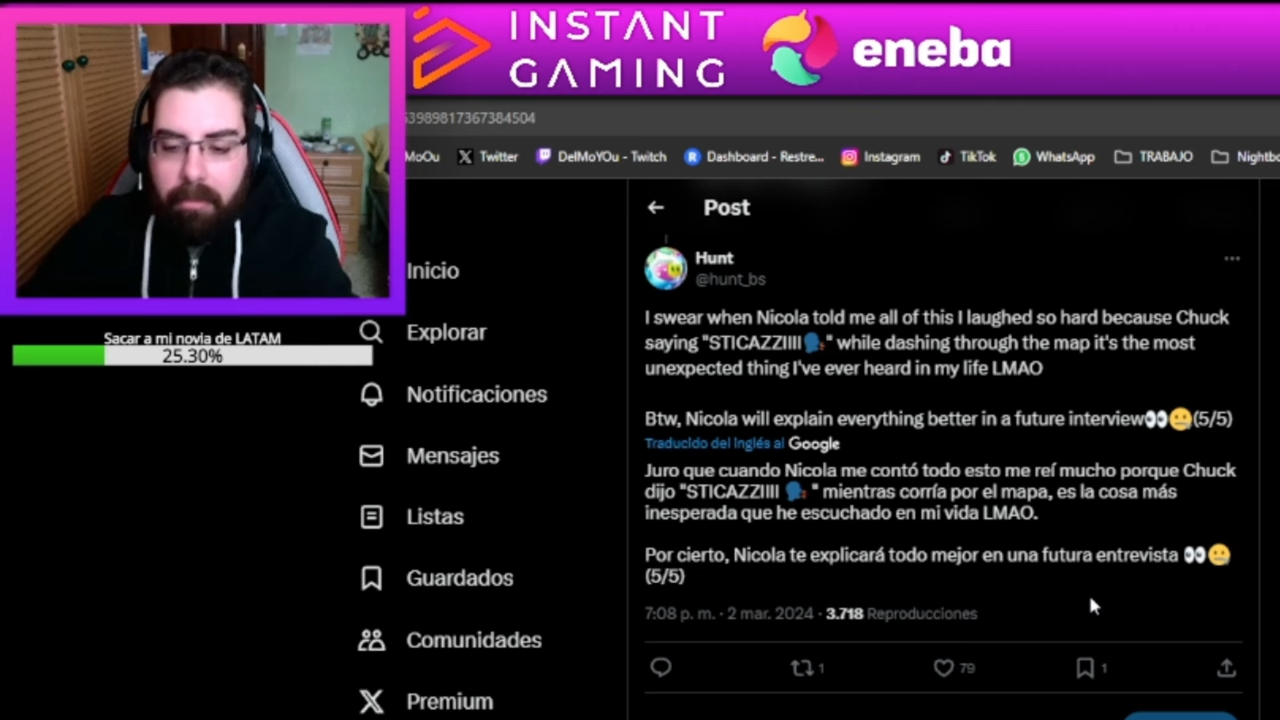 INSTANT
GAMING
eneba
53989817367384504
MoOu
Twitter
DelMoYOu - Twitch
Dashboard - Restre...
Instagram
TikTok
WhatsApp
TRABAJO
Nightbo
Post
Hunt
@hunt_bs
I swear when Nicola told me all of this I laughed so hard because Chuck
saying "STICAZZIIII🗣️" while dashing through the map it's the most
unexpected thing I've ever heard in my life LMAO
Btw, Nicola will explain everything better in a future interview👀🤐(5/5)
Traducido del inglés al Google
Juro que cuando Nicola me contó todo esto me reí mucho porque Chuck
dijo "STICAZZIIII 🗣️ " mientras corría por el mapa, es la cosa más
inesperada que he escuchado en mi vida LMAO.
Por cierto, Nicola te explicará todo mejor en una futura entrevista 👀🤐
(5/5)
7:08 p. m. · 2 mar. 2024 · 3.718 Reproducciones
1
79
1
Inicio
Explorar
Notificaciones
Mensajes
Listas
Guardados
Comunidades
Premium
Sacar a mi novia de LATAM
25.30%